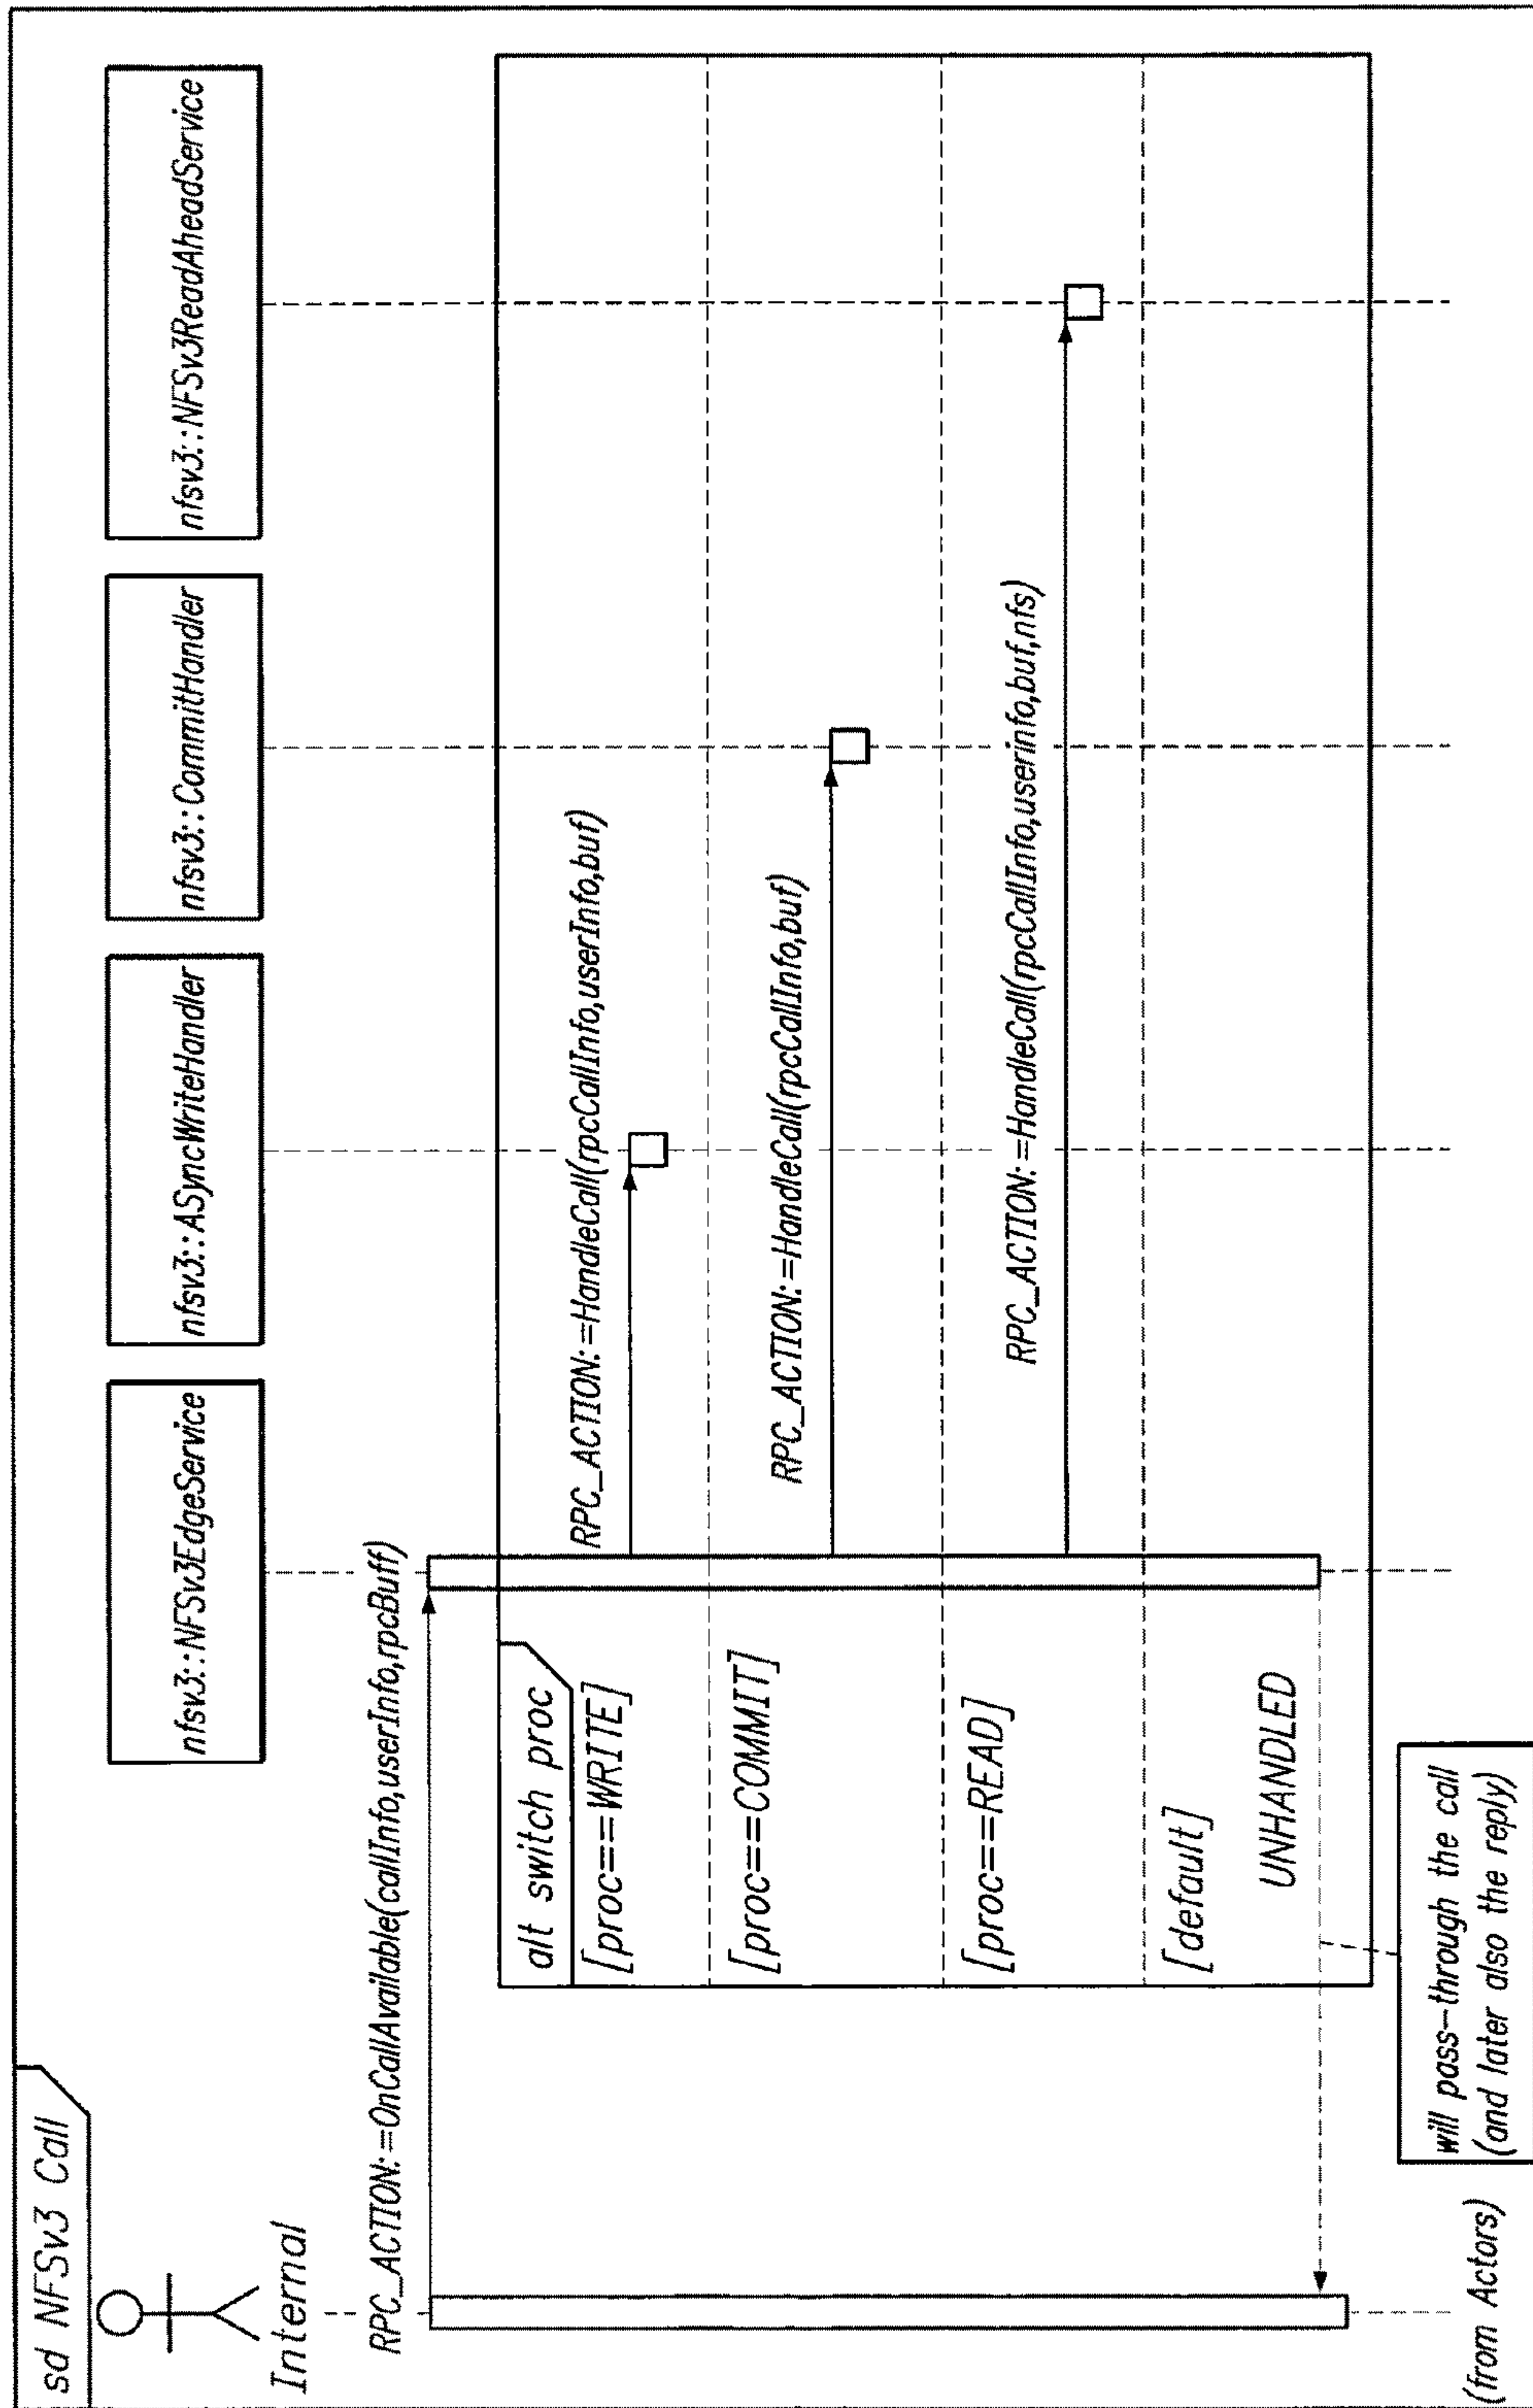 sd NFSv3 Call
Internal
nfsv3::NFSv3EdgeService
nfsv3::ASyncWriteHandler
nfsv3::CommitHandler
nfsv3::NFSv3ReadAheadService
RPC_ACTION:=OnCallAvailable(callInfo,userInfo,rpcBuff)
alt switch proc
[proc==WRITE]
RPC_ACTION:=HandleCall(rpcCallInfo,userInfo,buf)
[proc==COMMIT]
RPC_ACTION:=HandleCall(rpcCallInfo,buf)
[proc==READ]
RPC_ACTION:=HandleCall(rpcCallInfo,userinfo,buf,nfs)
[default]
UNHANDLED
will pass-through the call
(and later also the reply)
(from Actors)